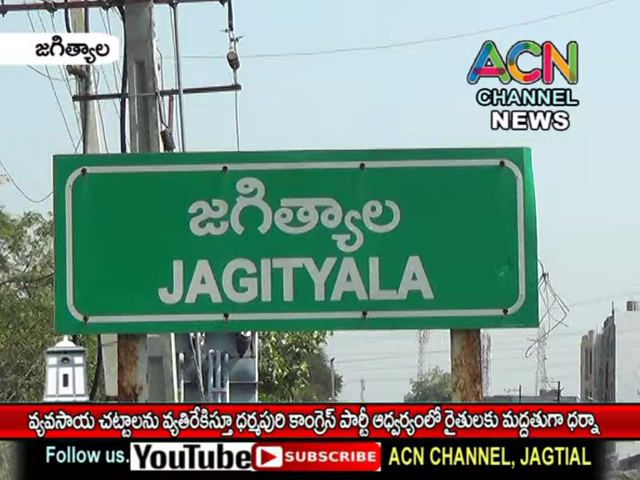 జగిత్యాల
ACN
CHANNEL
NEWS
జగిత్యాల
JAGITYALA
వ్యవసాయ చట్టాలను వ్యతిరేకిస్తూ ధర్మపురి కాంగ్రెస్ పార్టీ ఆధ్వర్యంలో రైతులకు మద్దతుగా ధర్నా
Follow us. YouTube SUBSCRIBE ACN CHANNEL, JAGTIAL